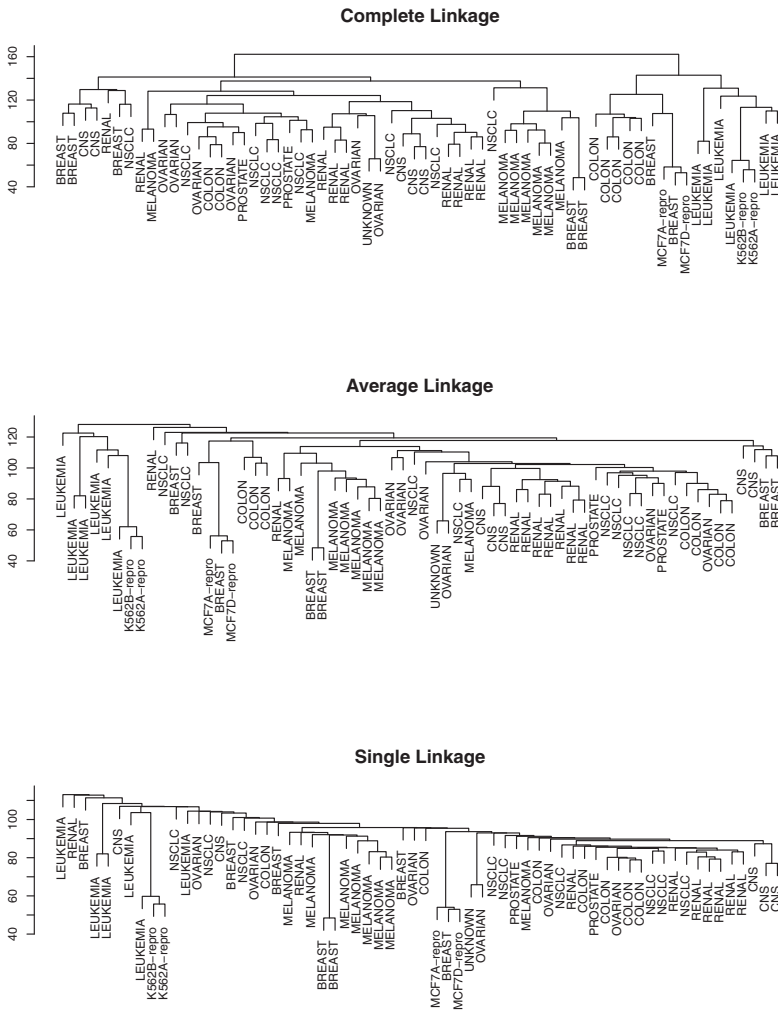 Complete Linkage
160
120
80
40
BREAST
BREAST
CNS
CNS
RENAL
BREAST
NSCLC
RENAL
MELANOMA
OVARIAN
OVARIAN
NSCLC
OVARIAN
COLON
COLON
OVARIAN
PROSTATE
NSCLC
NSCLC
NSCLC
PROSTATE
NSCLC
MELANOMA
RENAL
RENAL
RENAL
OVARIAN
UNKNOWN
OVARIAN
NSCLC
CNS
CNS
CNS
NSCLC
RENAL
RENAL
RENAL
RENAL
NSCLC
MELANOMA
MELANOMA
MELANOMA
MELANOMA
MELANOMA
MELANOMA
BREAST
BREAST
COLON
COLON
COLON
COLON
COLON
BREAST
MCF7A-repro
BREAST
MCF7D-repro
LEUKEMIA
LEUKEMIA
LEUKEMIA
LEUKEMIA
K562B-repro
K562A-repro
LEUKEMIA
LEUKEMIA
Average Linkage
120
100
80
60
40
LEUKEMIA
LEUKEMIA
LEUKEMIA
LEUKEMIA
LEUKEMIA
LEUKEMIA
K562B-repro
K562A-repro
RENAL
NSCLC
BREAST
NSCLC
BREAST
MCF7A-repro
BREAST
MCF7D-repro
COLON
COLON
COLON
RENAL
MELANOMA
MELANOMA
BREAST
BREAST
MELANOMA
MELANOMA
MELANOMA
MELANOMA
MELANOMA
OVARIAN
OVARIAN
NSCLC
OVARIAN
UNKNOWN
OVARIAN
NSCLC
MELANOMA
CNS
CNS
CNS
RENAL
RENAL
RENAL
RENAL
RENAL
RENAL
RENAL
PROSTATE
NSCLC
NSCLC
NSCLC
NSCLC
OVARIAN
PROSTATE
NSCLC
COLON
COLON
OVARIAN
COLON
COLON
CNS
CNS
BREAST
BREAST
Single Linkage
100
80
60
40
LEUKEMIA
RENAL
BREAST
LEUKEMIA
LEUKEMIA
CNS
LEUKEMIA
LEUKEMIA
K562B-repro
K562A-repro
NSCLC
LEUKEMIA
OVARIAN
NSCLC
CNS
BREAST
NSCLC
OVARIAN
COLON
BREAST
MELANOMA
RENAL
MELANOMA
BREAST
BREAST
MELANOMA
MELANOMA
MELANOMA
MELANOMA
MELANOMA
BREAST
OVARIAN
COLON
MCF7A-repro
BREAST
MCF7D-repro
UNKNOWN
OVARIAN
NSCLC
NSCLC
PROSTATE
MELANOMA
COLON
OVARIAN
NSCLC
RENAL
COLON
PROSTATE
COLON
OVARIAN
COLON
COLON
NSCLC
NSCLC
RENAL
NSCLC
RENAL
RENAL
RENAL
RENAL
RENAL
CNS
CNS
CNS